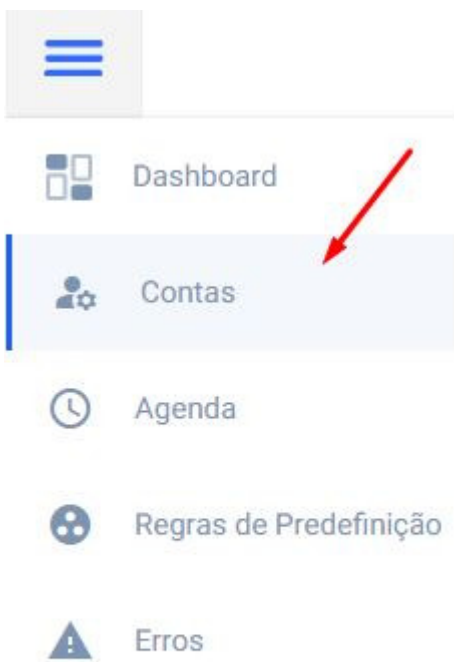 Dashboard
Contas
Agenda
Regras de Predefinição
Erros